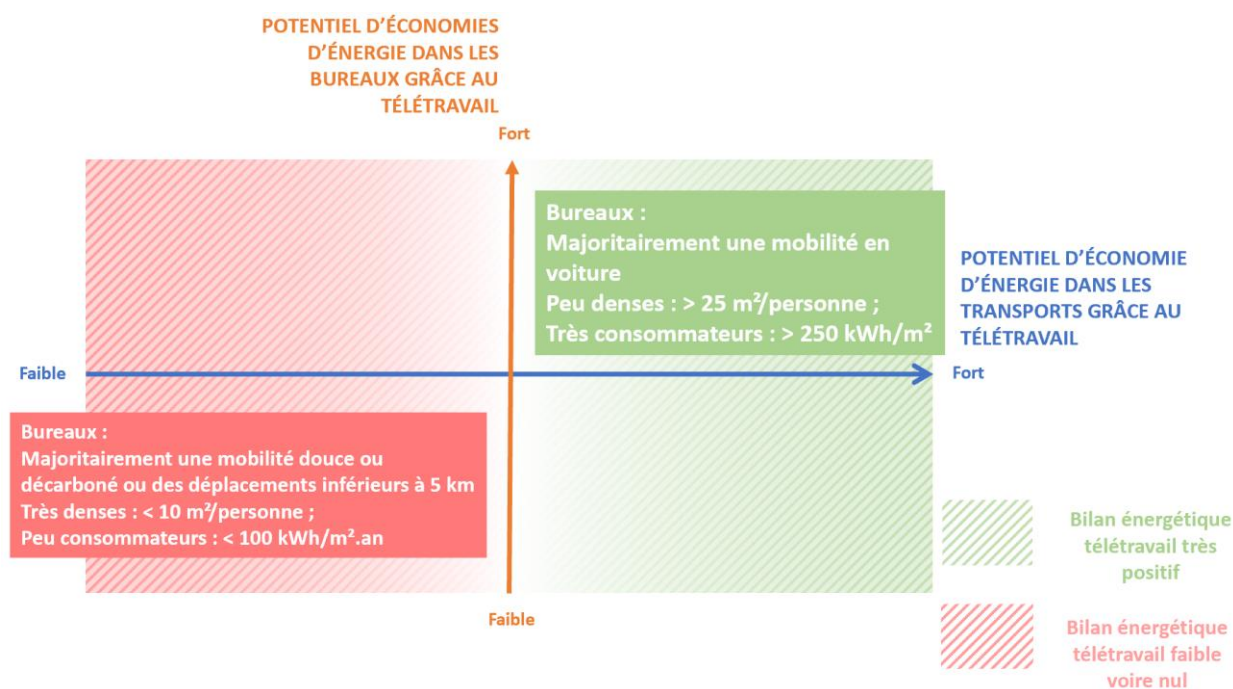 POTENTIEL D'ÉCONOMIES
D'ÉNERGIE DANS LES
BUREAUX GRÂCE AU
TÉLÉTRAVAIL
Fort
Bureaux :
Majoritairement une mobilité en
voiture
Peu denses : > 25 m²/personne ;
Très consommateurs : > 250 kWh/m²
POTENTIEL D'ÉCONOMIE
D'ÉNERGIE DANS LES
TRANSPORTS GRÂCE AU
TÉLÉTRAVAIL
Faible
Fort
Bureaux :
Majoritairement une mobilité douce ou
décarboné ou des déplacements inférieurs à 5 km
Très denses : < 10 m²/personne ;
Peu consommateurs : < 100 kWh/m².an
Faible
Bilan énergétique
télétravail très
positif
Bilan énergétique
télétravail faible
voire nul